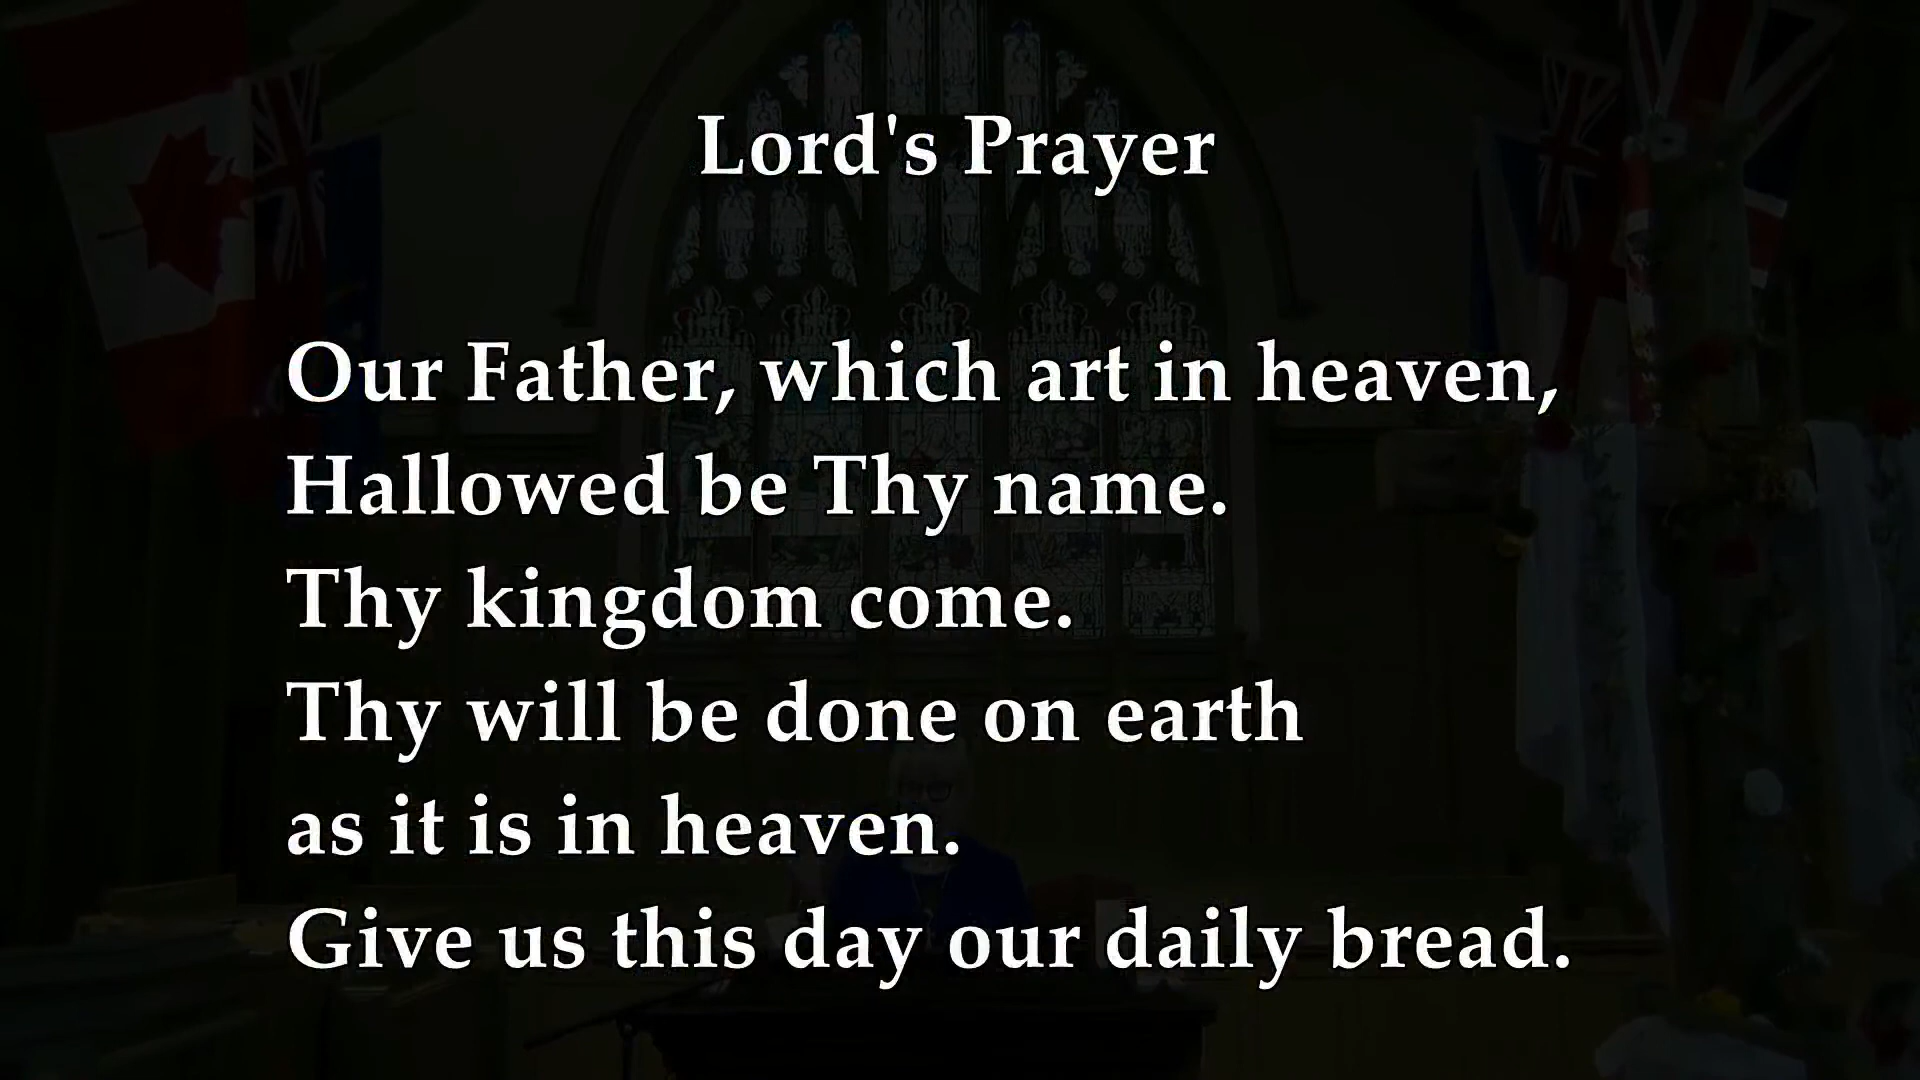 Lord's Prayer
Our Father, which art in heaven,
Hallowed be Thy name.
Thy kingdom come.
Thy will be done on earth
as it is in heaven.
Give us this day our daily bread.